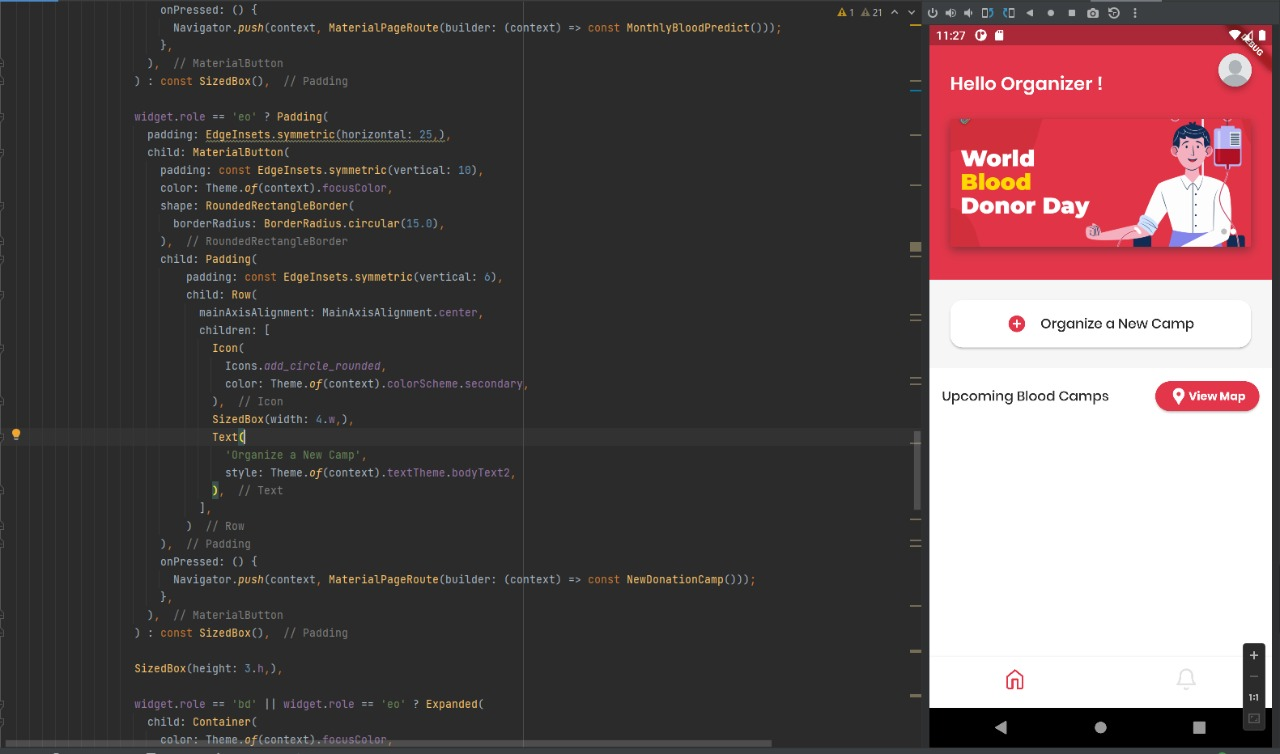 onPressed: () {
Navigator.push(context, MaterialPageRoute(builder: (context) => const MonthlyBloodPredict()));
},
),  // MaterialButton
) : const SizedBox(),  // Padding
widget.role == 'eo' ? Padding(
padding: EdgeInsets.symmetric(horizontal: 25,),
child: MaterialButton(
padding: const EdgeInsets.symmetric(vertical: 10),
color: Theme.of(context).focusColor,
shape: RoundedRectangleBorder(
borderRadius: BorderRadius.circular(15.0),
),  // RoundedRectangleBorder
child: Padding(
padding: const EdgeInsets.symmetric(vertical: 6),
child: Row(
mainAxisAlignment: MainAxisAlignment.center,
children: [
Icon(
Icons.add_circle_rounded,
color: Theme.of(context).colorScheme.secondary,
),  // Icon
SizedBox(width: 4.w,),
Text(
'Organize a New Camp',
style: Theme.of(context).textTheme.bodyText2,
),  // Text
],
)  // Row
),  // Padding
onPressed: () {
Navigator.push(context, MaterialPageRoute(builder: (context) => const NewDonationCamp()));
},
),  // MaterialButton
) : const SizedBox(),  // Padding
SizedBox(height: 3.h,),
widget.role == 'bd' || widget.role == 'eo' ? Expanded(
child: Container(
color: Theme.of(context).focusColor,
1 21
11:27
DEBUG
Hello Organizer !
World
Blood
Donor Day
Organize a New Camp
Upcoming Blood Camps
View Map
1:1